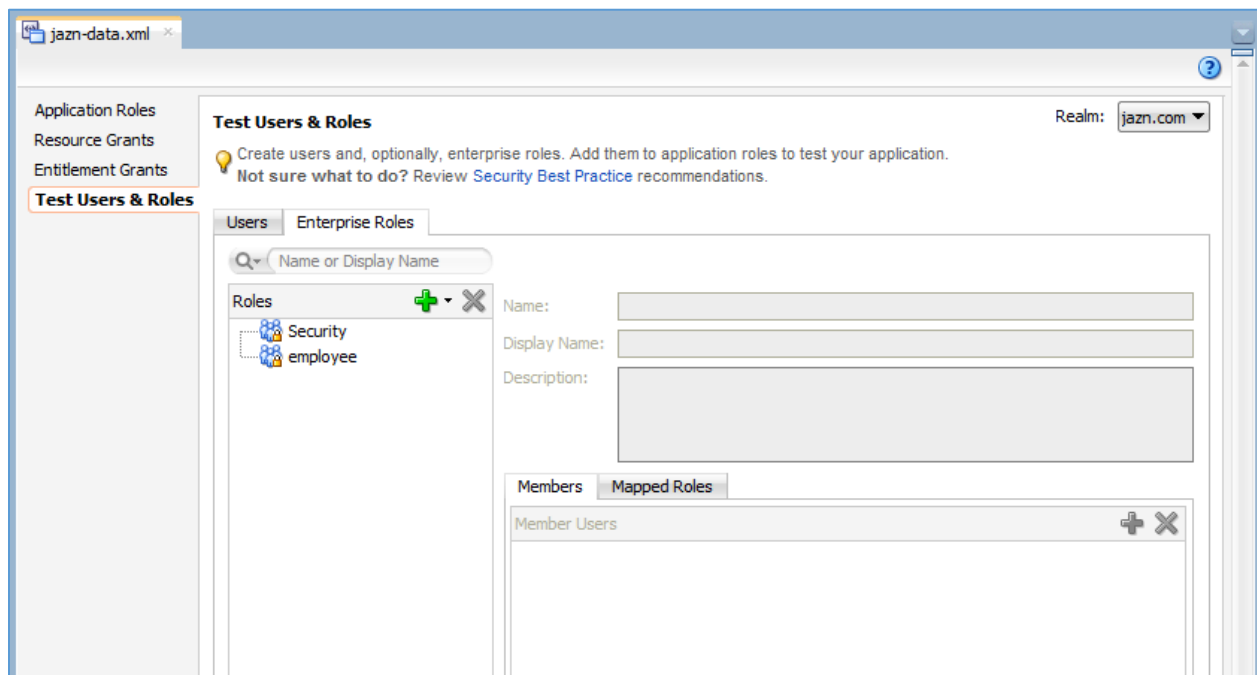 jazn-data.xml
Application Roles
Resource Grants
Entitlement Grants
Test Users & Roles
Test Users & Roles
Realm: jazn.com
Create users and, optionally, enterprise roles. Add them to application roles to test your application.
Not sure what to do? Review Security Best Practice recommendations.
Users Enterprise Roles
Name or Display Name
Roles
Security
employee
Name:
Display Name:
Description:
Members Mapped Roles
Member Users